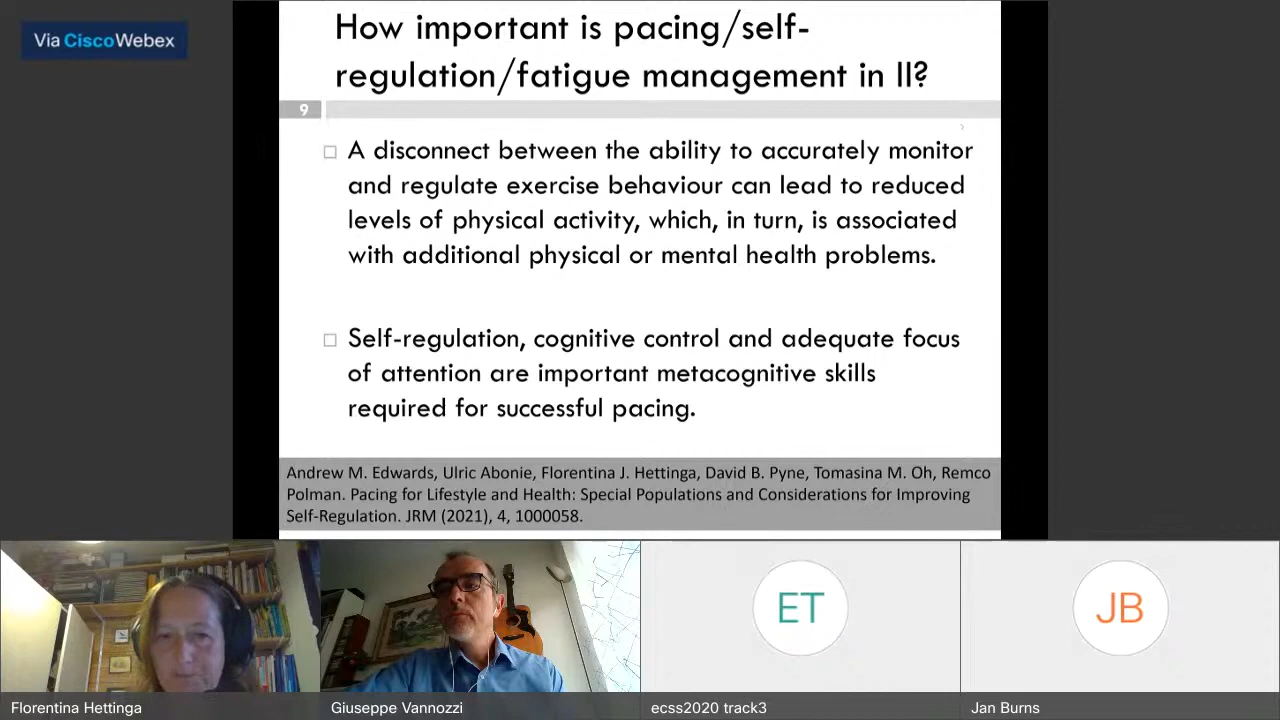 Via Cisco Webex
How important is pacing/self-
regulation/fatigue management in II?
9
A disconnect between the ability to accurately monitor
and regulate exercise behaviour can lead to reduced
levels of physical activity, which, in turn, is associated
with additional physical or mental health problems.
Self-regulation, cognitive control and adequate focus
of attention are important metacognitive skills
required for successful pacing.
Andrew M. Edwards, Ulric Abonie, Florentina J. Hettinga, David B. Pyne, Tomasina M. Oh, Remco
Polman. Pacing for Lifestyle and Health: Special Populations and Considerations for Improving
Self-Regulation. JRM (2021), 4, 1000058.
ET
JB
Florentina Hettinga
Giuseppe Vannozzi
ecss2020 track3
Jan Burns